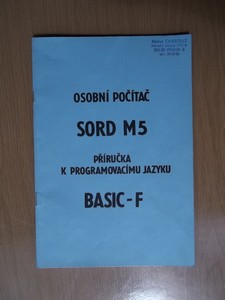 OSOBNÍ POČÍTAČ
SORD M5
PŘÍRUČKA
K PROGRAMOVACÍMU JAZYKU
BASIC-F